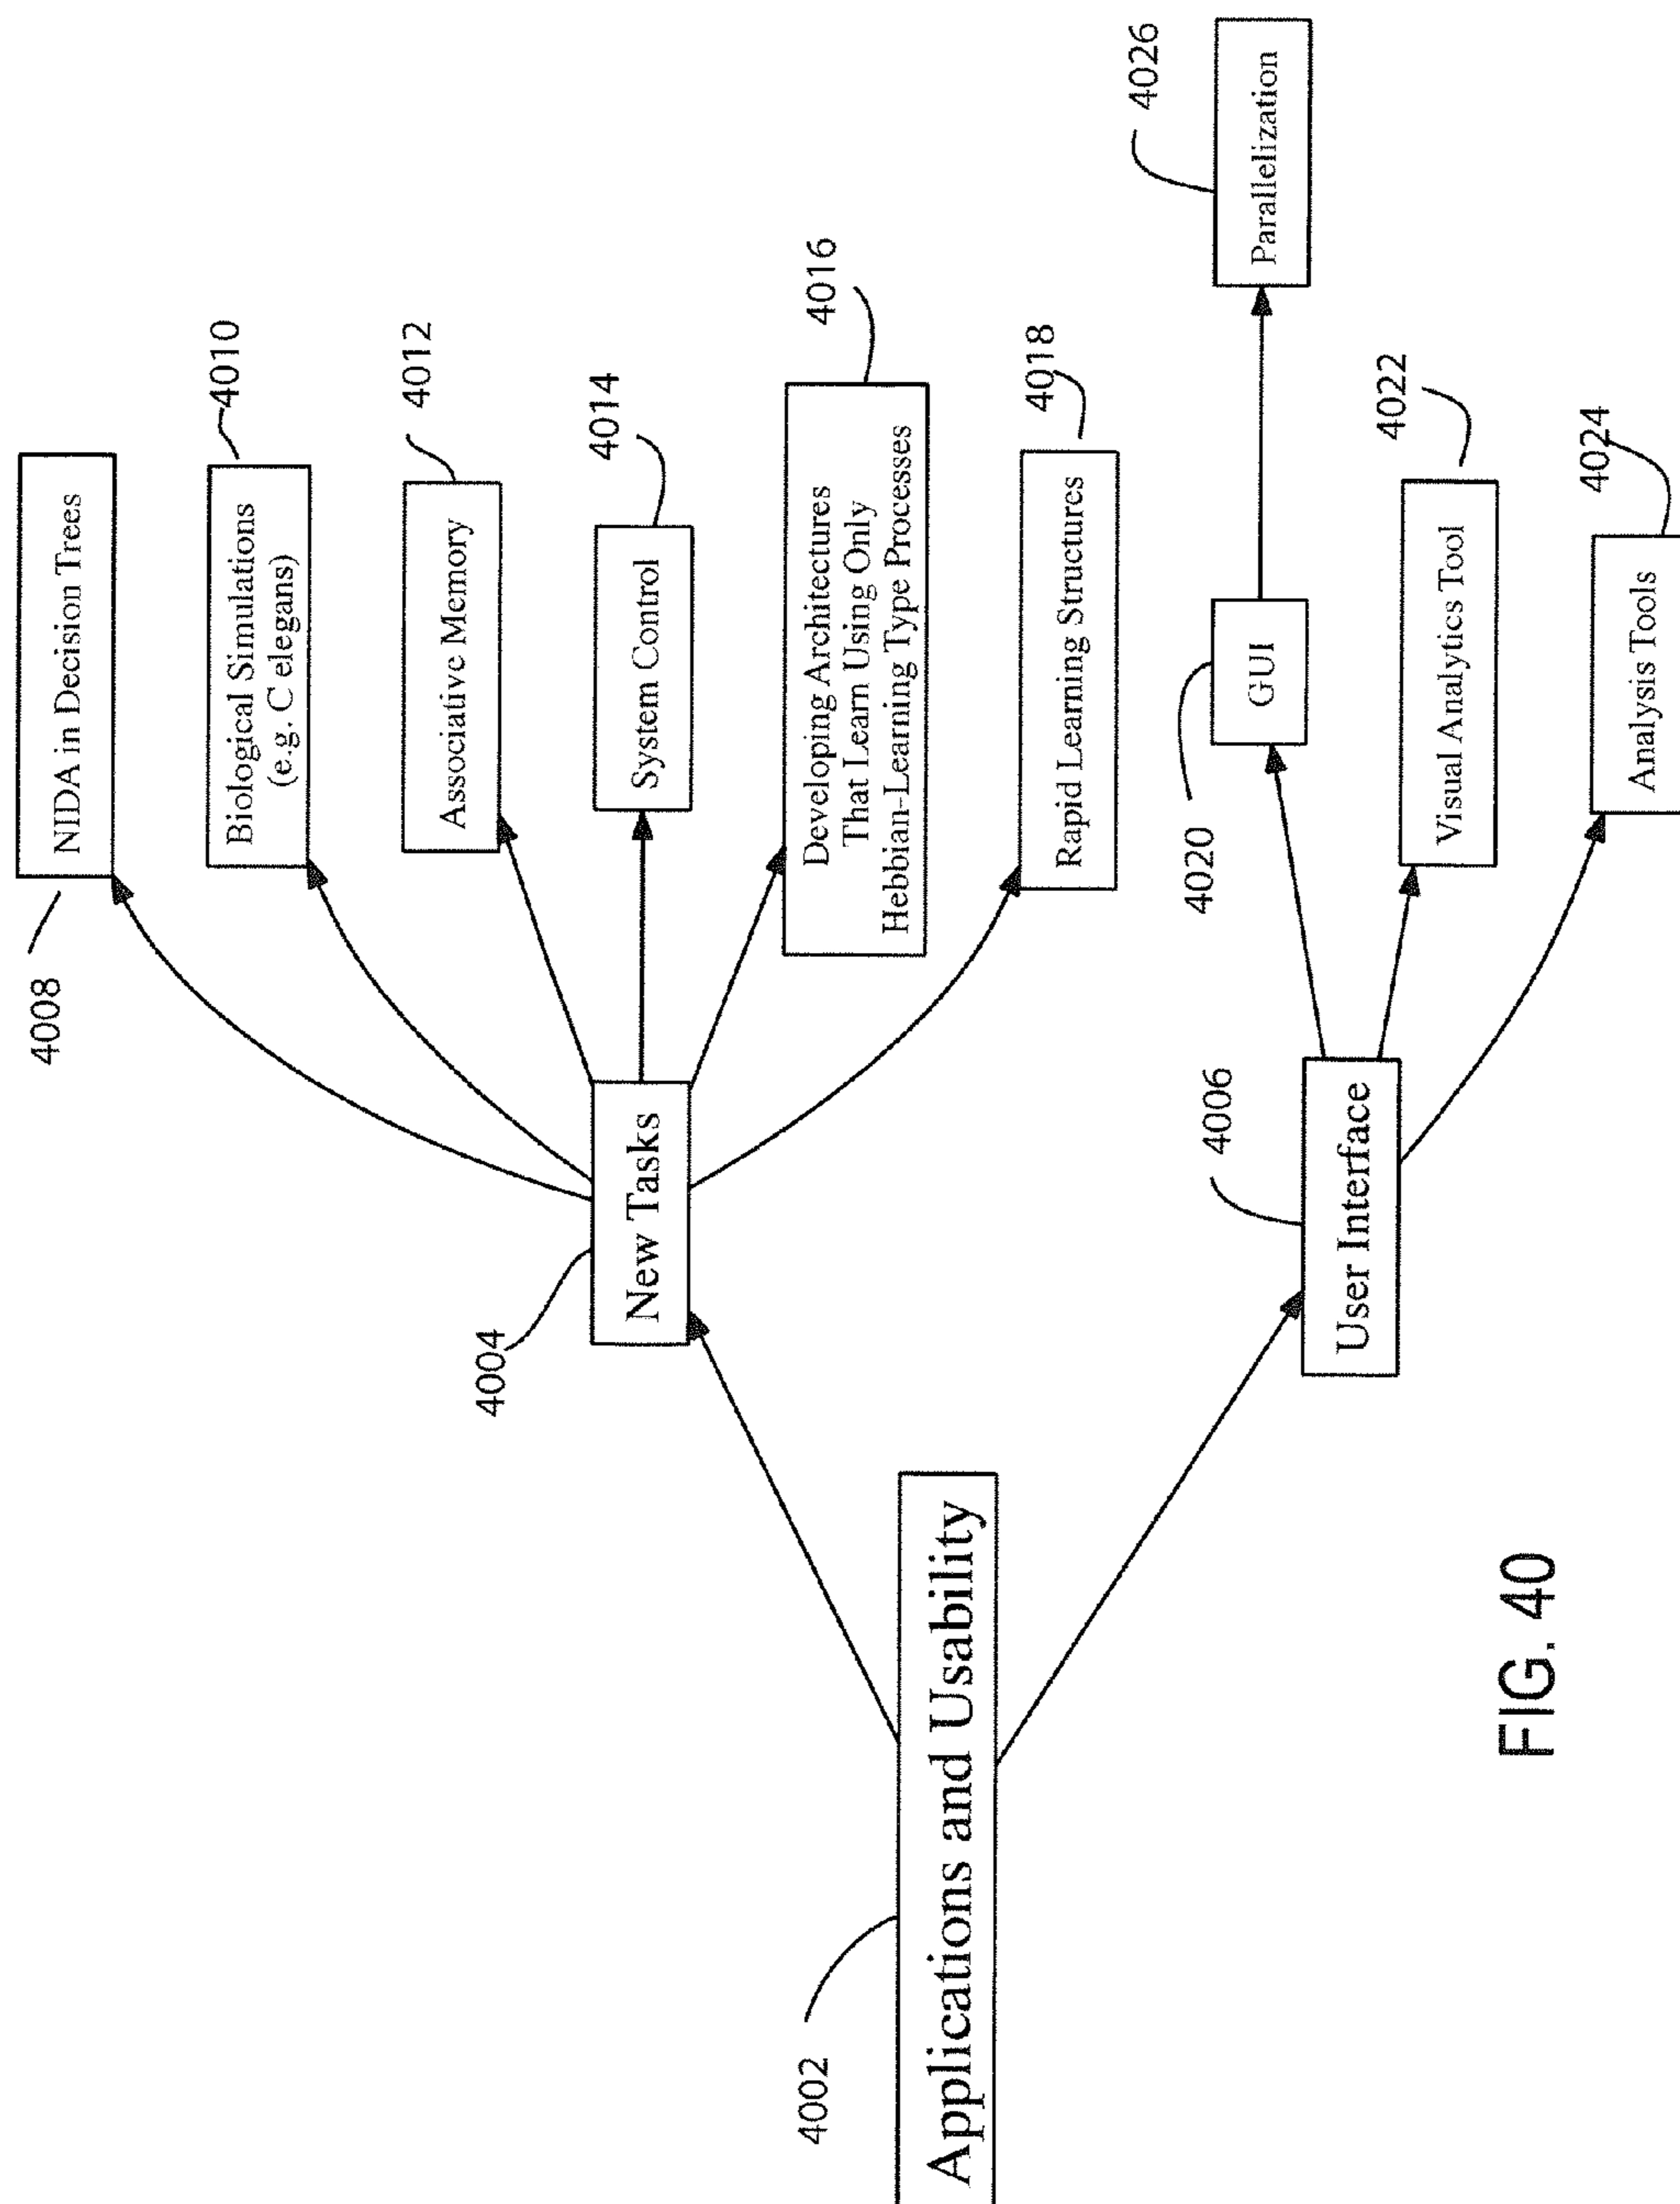 4008
NIDA in Decision Trees
4010
Biological Simulations
(e.g. C elegans)
4012
Associative Memory
4014
System Control
4004
New Tasks
4016
Developing Architectures
That Learn Using Only
Hebbian-Learning Type Processes
4018
Rapid Learning Structures
4002
Applications and Usability
4026
Parallelization
4020
GUI
4006
User Interface
4022
Visual Analytics Tool
4024
Analysis Tools
FIG. 40